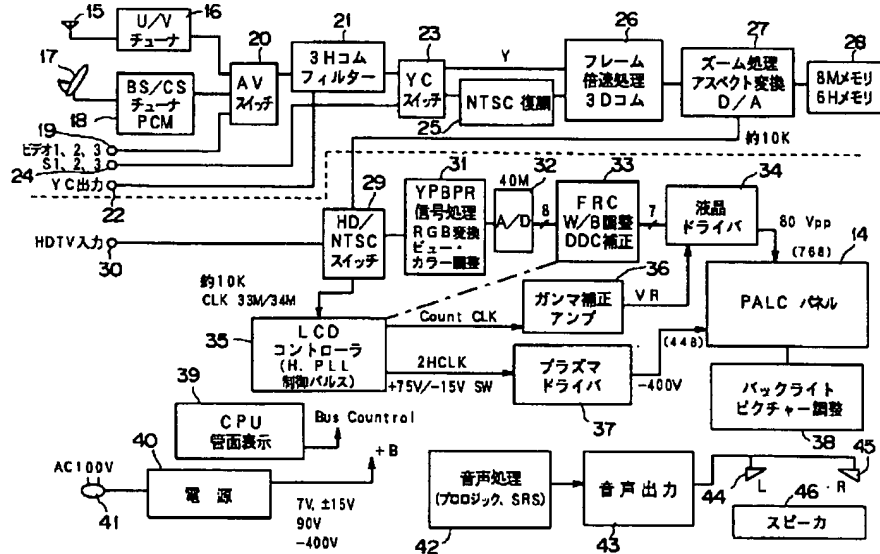 15
U/V
チューナ
16
17
BS/CS
チューナ
PCM
18
19
ビデオ1、2、3
24
S1、2、3
YC出力
22
20
AV
スイッチ
21
3Hコム
フィルター
23
YC
スイッチ
Y
25
NTSC 復調
26
フレーム
倍速処理
3Dコム
27
ズーム処理
アスペクト変換
D/A
28
8Mメモリ
6Hメモリ
約10K
HDTV入力
30
29
HD/
NTSC
スイッチ
31
YPBPR
信号処理
RGB変換
ビュー・
カラー調整
40M
32
A/D
8
33
FRC
W/B調整
DDC補正
7
34
液晶
ドライバ
80 Vpp
(768)
14
PALC パネル
約10K
CLK 33M/34M
35
LCD
コントローラ
(H. PLL
制御パルス)
Count CLK
36
ガンマ補正
アンプ
VR
2HCLK
+75V/-15V SW
プラズマ
ドライバ
37
(448)
-400V
バックライト
ピクチャー調整
38
39
CPU
管面表示
Bus Countrol
AC100V
41
40
電源
+B
7V, ±15V
90V
-400V
音声処理
(プロロジック、SRS)
42
音声出力
43
44
L
R
45
46
スピーカ